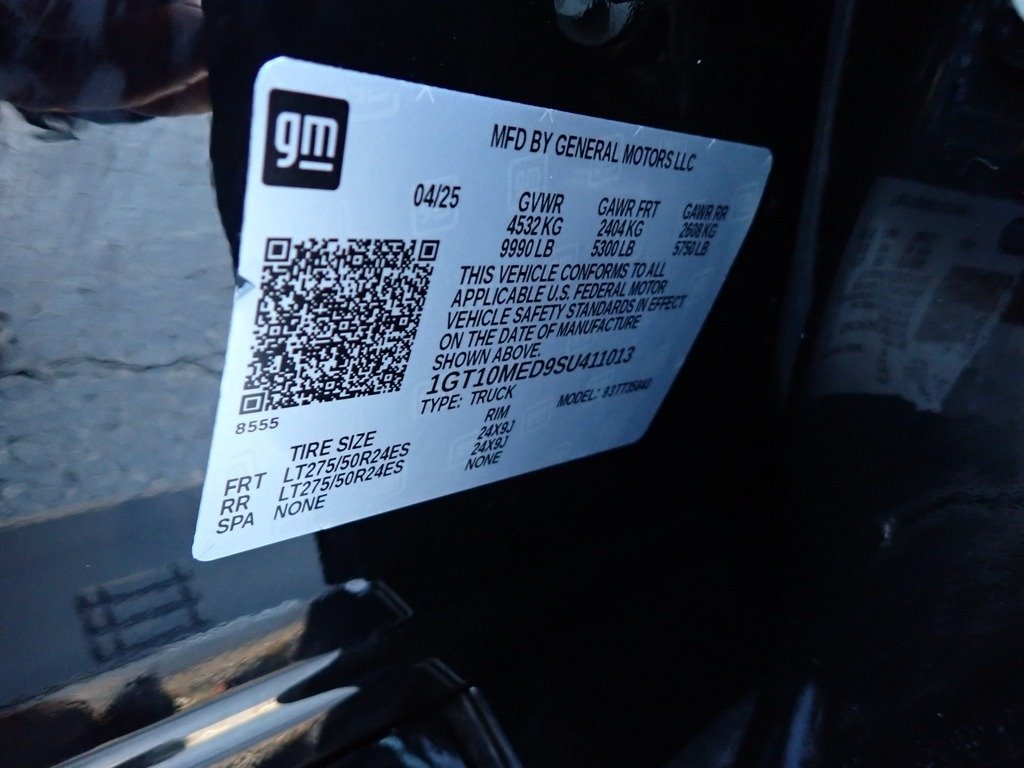 gm
MFD BY GENERAL MOTORS LLC
04/25 GVWR GAWR FRT GAWR RR
4532 KG 2404 KG 2608 KG
9990 LB 5300 LB 5750 LB
THIS VEHICLE CONFORMS TO ALL
APPLICABLE U.S. FEDERAL MOTOR
VEHICLE SAFETY STANDARDS IN EFFECT
ON THE DATE OF MANUFACTURE
SHOWN ABOVE.
1GT10MED9SU411013
TYPE: TRUCK MODEL:
8555
TIRE SIZE RIM
FRT LT275/50R24ES 24X9J
RR LT275/50R24ES 24X9J
SPA NONE NONE